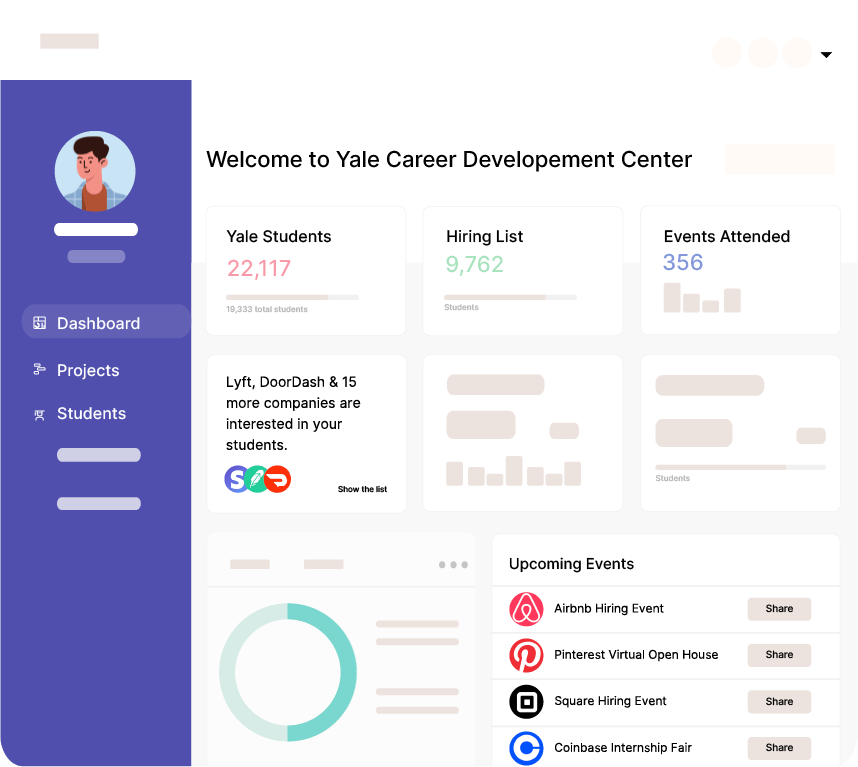 Welcome to Yale Career Developement Center
Yale Students
22,117
19,333 total students
Hiring List
9,762
Students
Events Attended
356
Dashboard
Projects
Students
Lyft, DoorDash & 15
more companies are
interested in your
students.
Show the list
Students
Upcoming Events
Airbnb Hiring Event
Share
Pinterest Virtual Open House
Share
Square Hiring Event
Share
Coinbase Internship Fair
Share